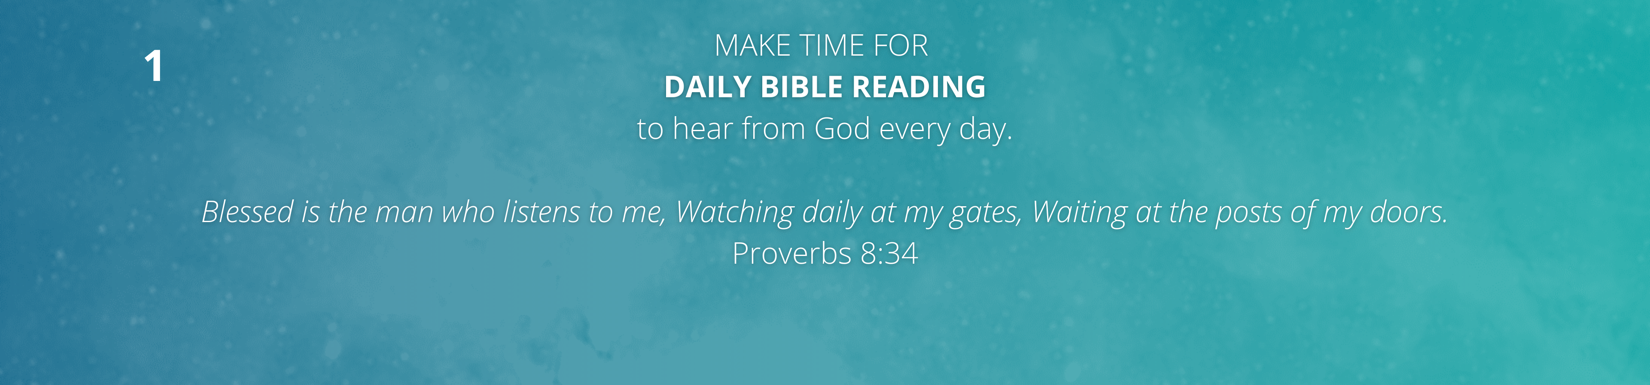 1
MAKE TIME FOR
DAILY BIBLE READING
to hear from God every day.
Blessed is the man who listens to me, Watching daily at my gates, Waiting at the posts of my doors.
Proverbs 8:34